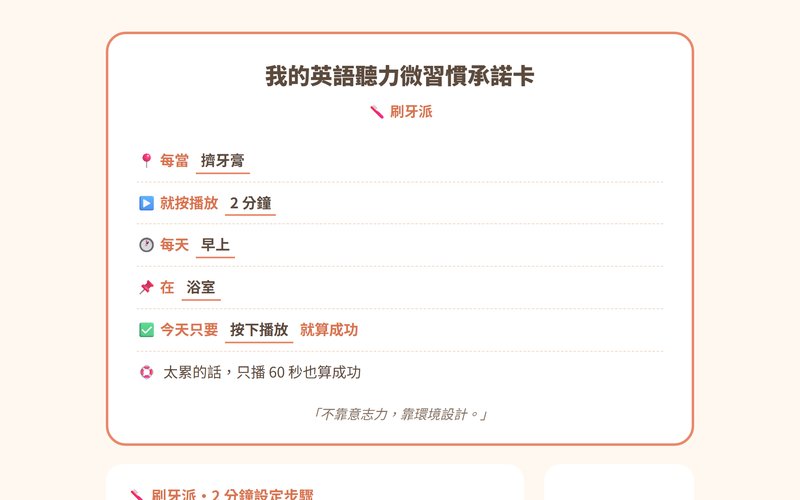 我的英語聽力微習慣承諾卡
刷牙派
每當 擠牙膏
就按播放 2 分鐘
每天 早上
在 浴室
今天只要 按下播放 就算成功
太累的話，只播 60 秒也算成功
「不靠意志力，靠環境設計。」
刷牙派・2 分鐘設定步驟